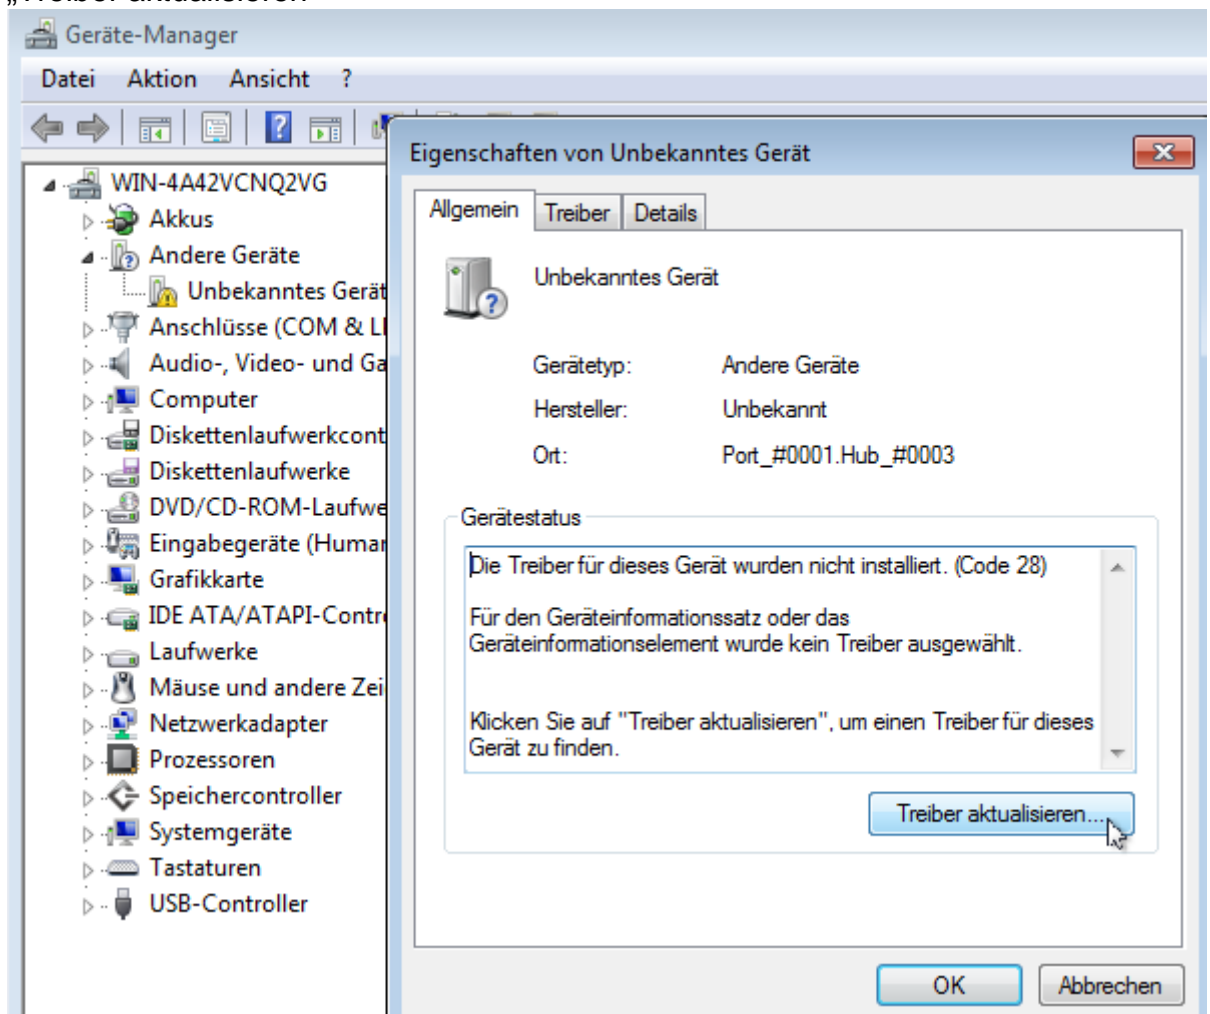 „Treiber aktualisieren“
Geräte-Manager
Datei Aktion Ansicht ?
WIN-4A42VCNQ2VG
Akkus
Andere Geräte
Unbekanntes Gerät
Anschlüsse (COM & L
Audio-, Video- und Ga
Computer
Diskettenlaufwerkcont
Diskettenlaufwerke
DVD/CD-ROM-Laufwe
Eingabegeräte (Human
Grafikkarte
IDE ATA/ATAPI-Contro
Laufwerke
Mäuse und andere Zei
Netzwerkadapter
Prozessoren
Speichercontroller
Systemgeräte
Tastaturen
USB-Controller
Eigenschaften von Unbekanntes Gerät
Allgemein Treiber Details
Unbekanntes Gerät
Gerätetyp: Andere Geräte
Hersteller: Unbekannt
Ort: Port_#0001.Hub_#0003
Gerätestatus
Die Treiber für dieses Gerät wurden nicht installiert. (Code 28)
Für den Geräteinformationssatz oder das
Geräteinformationselement wurde kein Treiber ausgewählt.
Klicken Sie auf "Treiber aktualisieren", um einen Treiber für dieses
Gerät zu finden.
Treiber aktualisieren...
OK Abbrechen